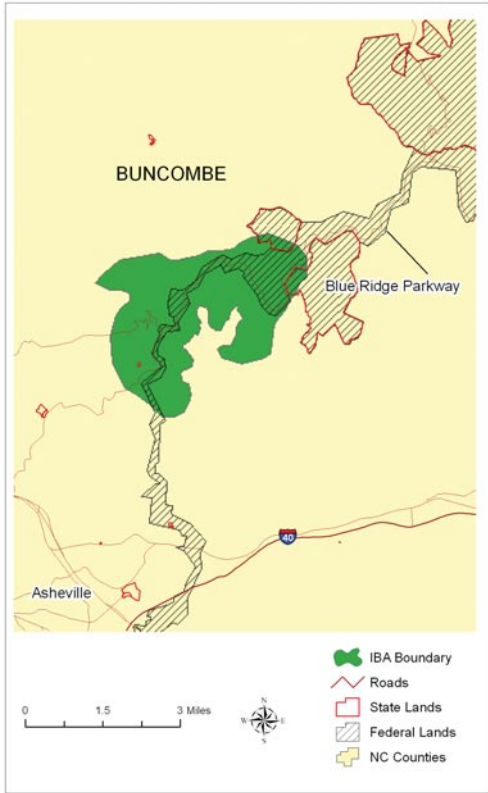 BUNCOMBE
Blue Ridge Parkway
40
Asheville
IBA Boundary
Roads
State Lands
Federal Lands
NC Counties
0 1.5 3 Miles
N
W E
S